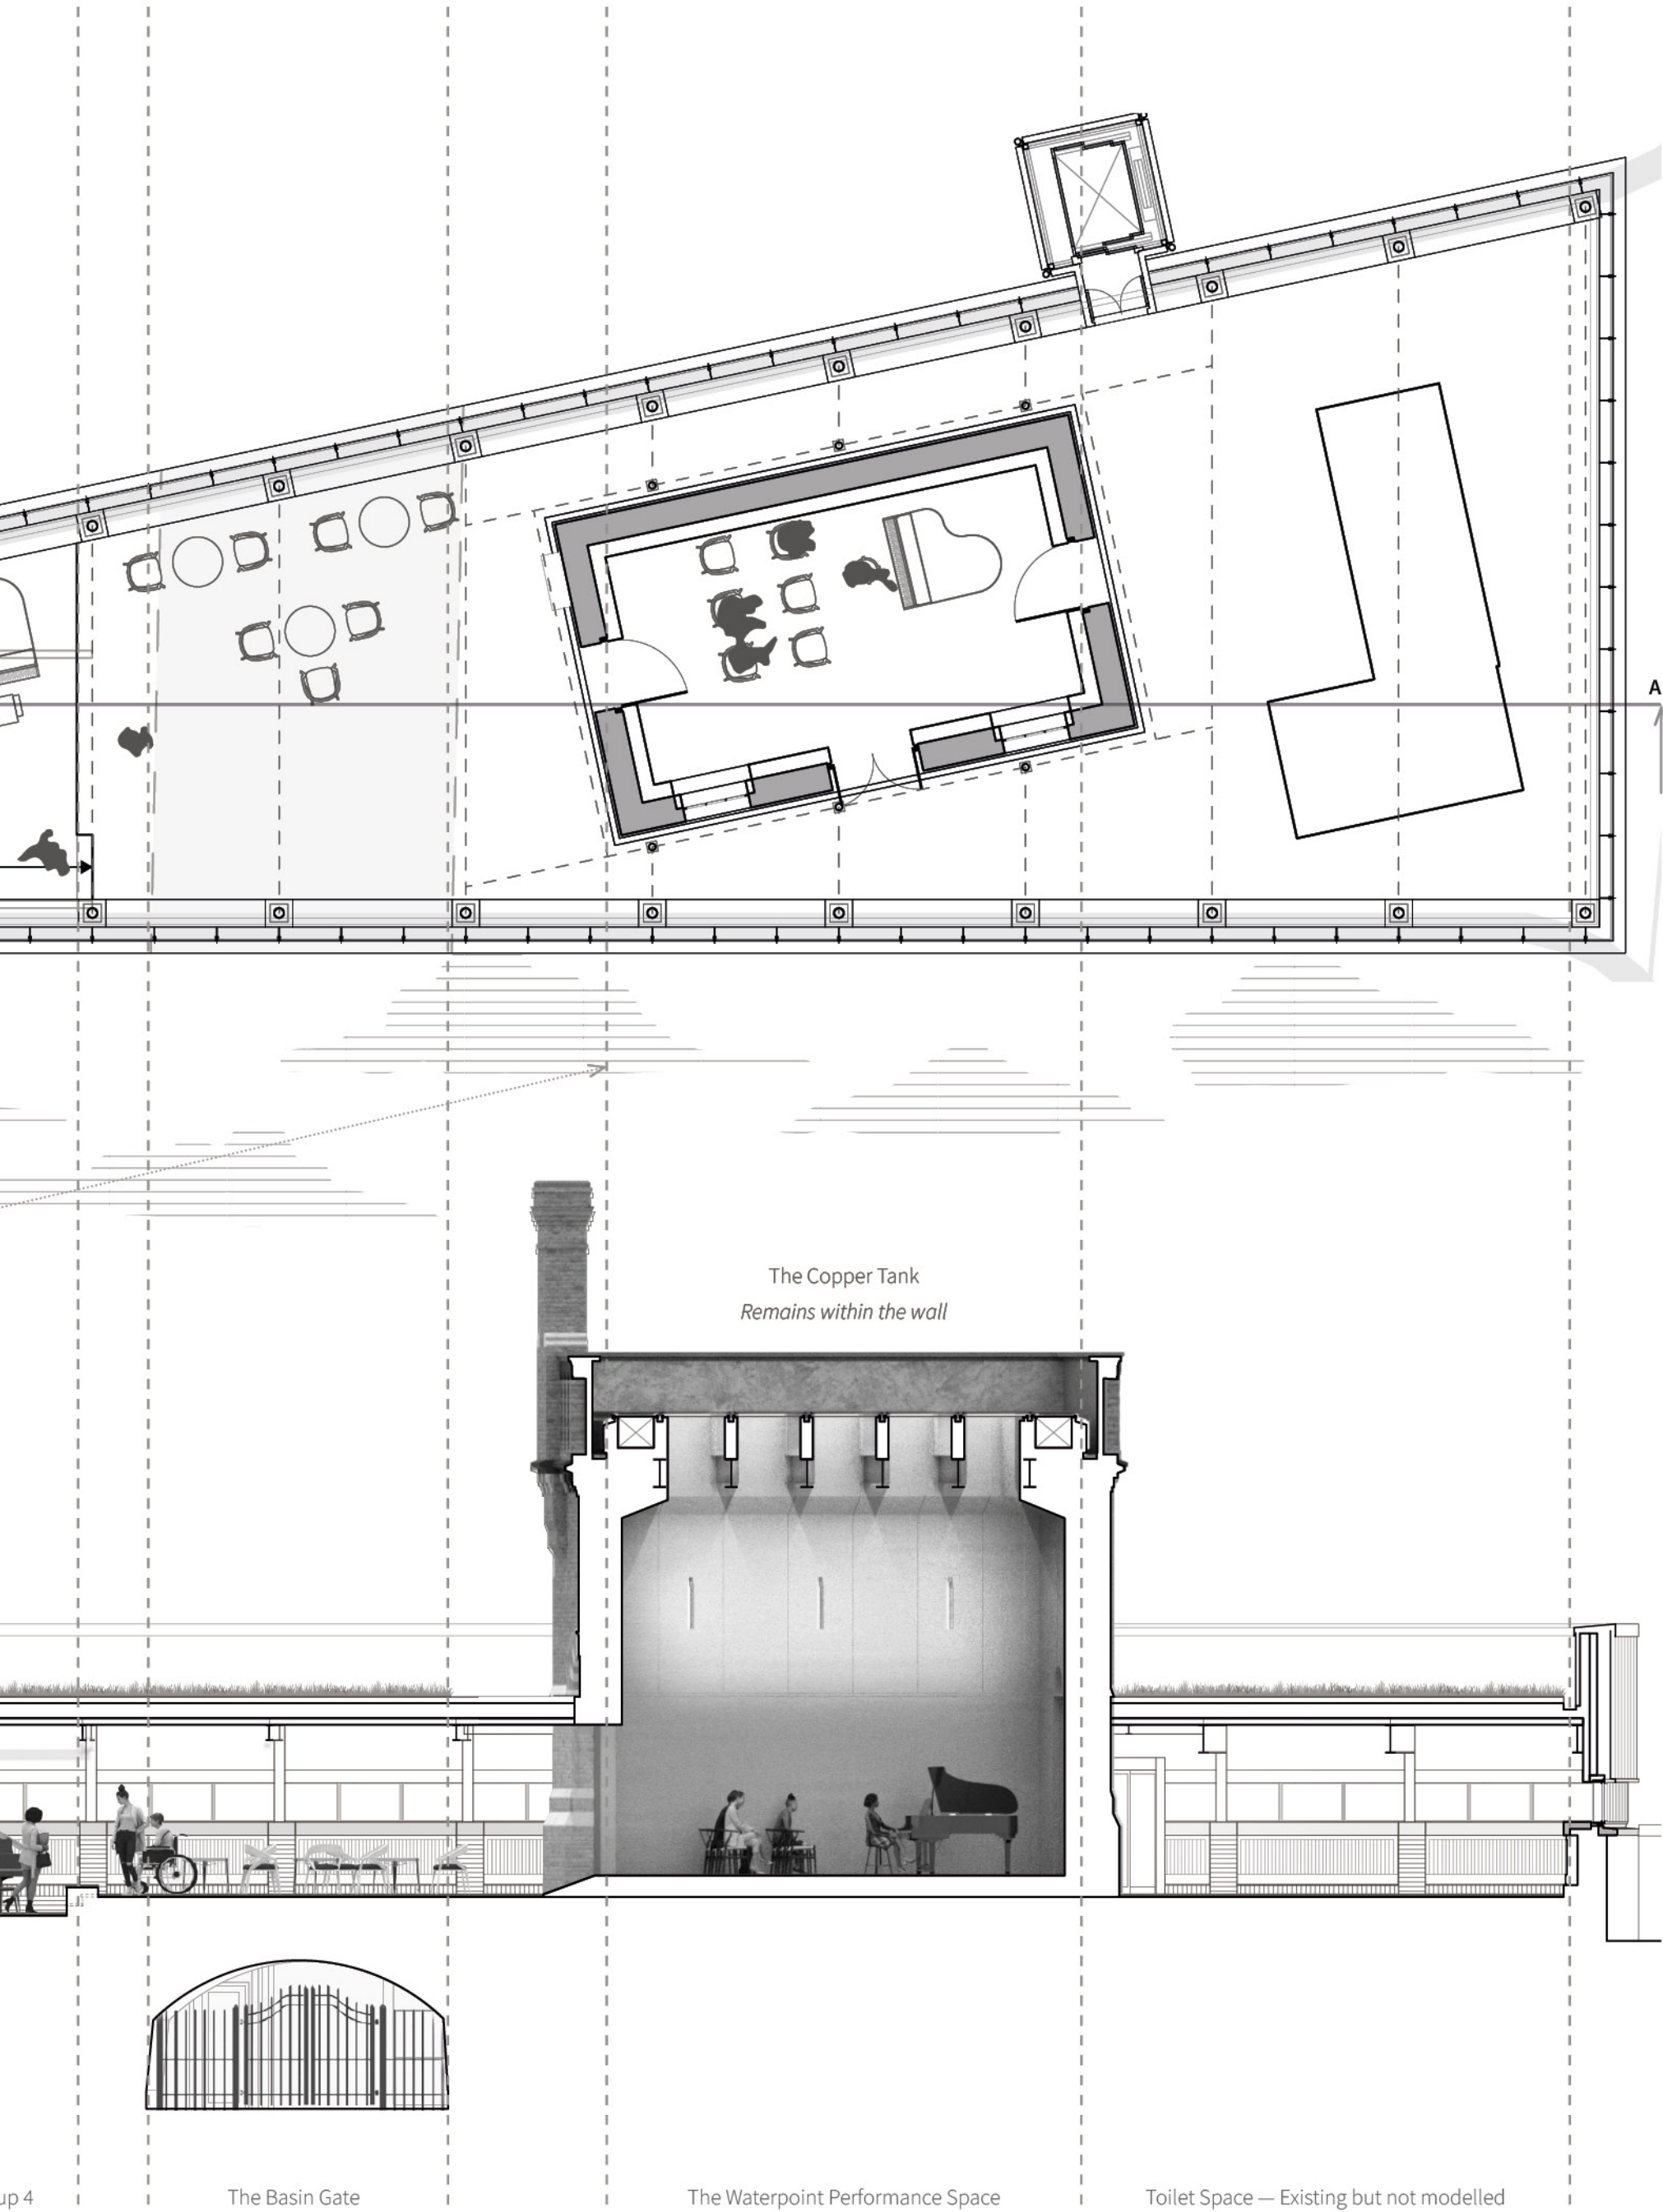 A
The Copper Tank
Remains within the wall
up 4
The Basin Gate
The Waterpoint Performance Space
Toilet Space — Existing but not modelled